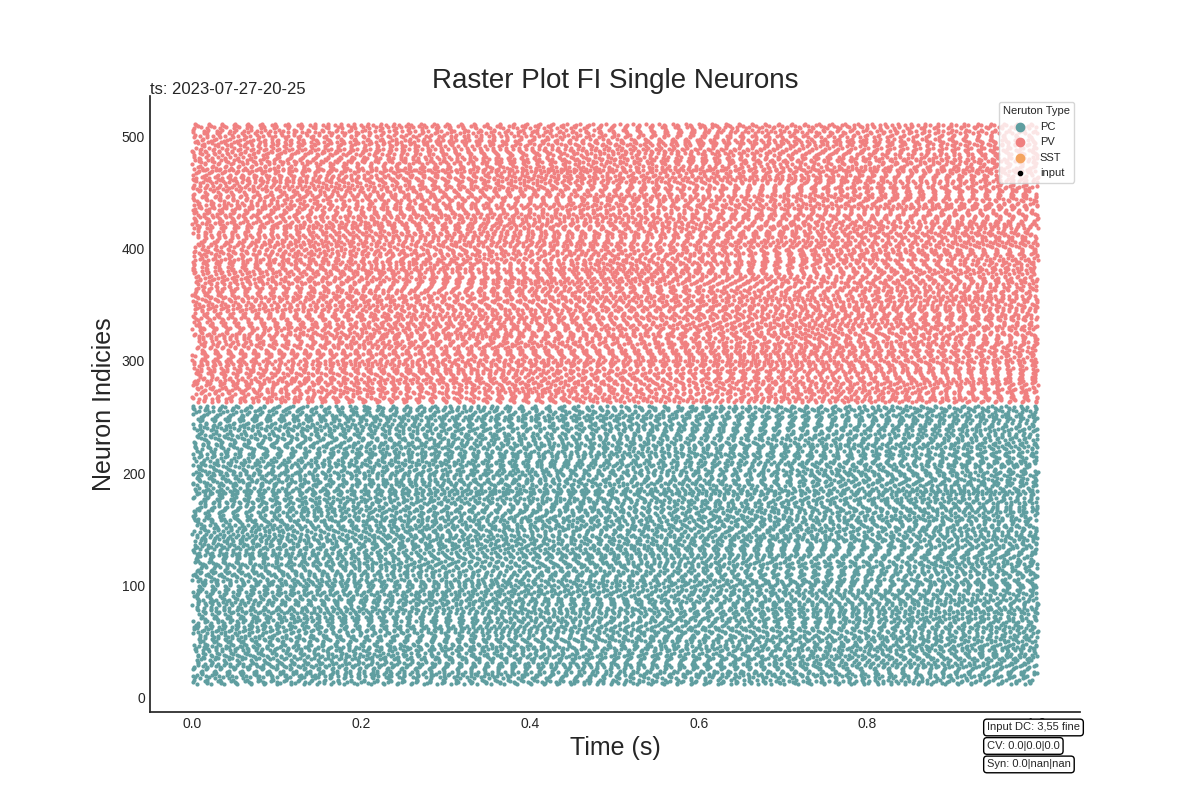 Raster Plot FI Single Neurons
ts: 2023-07-27-20-25
Neruton Type
PC
PV
SST
input
500
400
300
200
100
0
Neuron Indicies
0.0 0.2 0.4 0.6 0.8
Time (s)
Input DC: 3,55 fine
CV: 0.0|0.0|0.0
Syn: 0.0|nan|nan